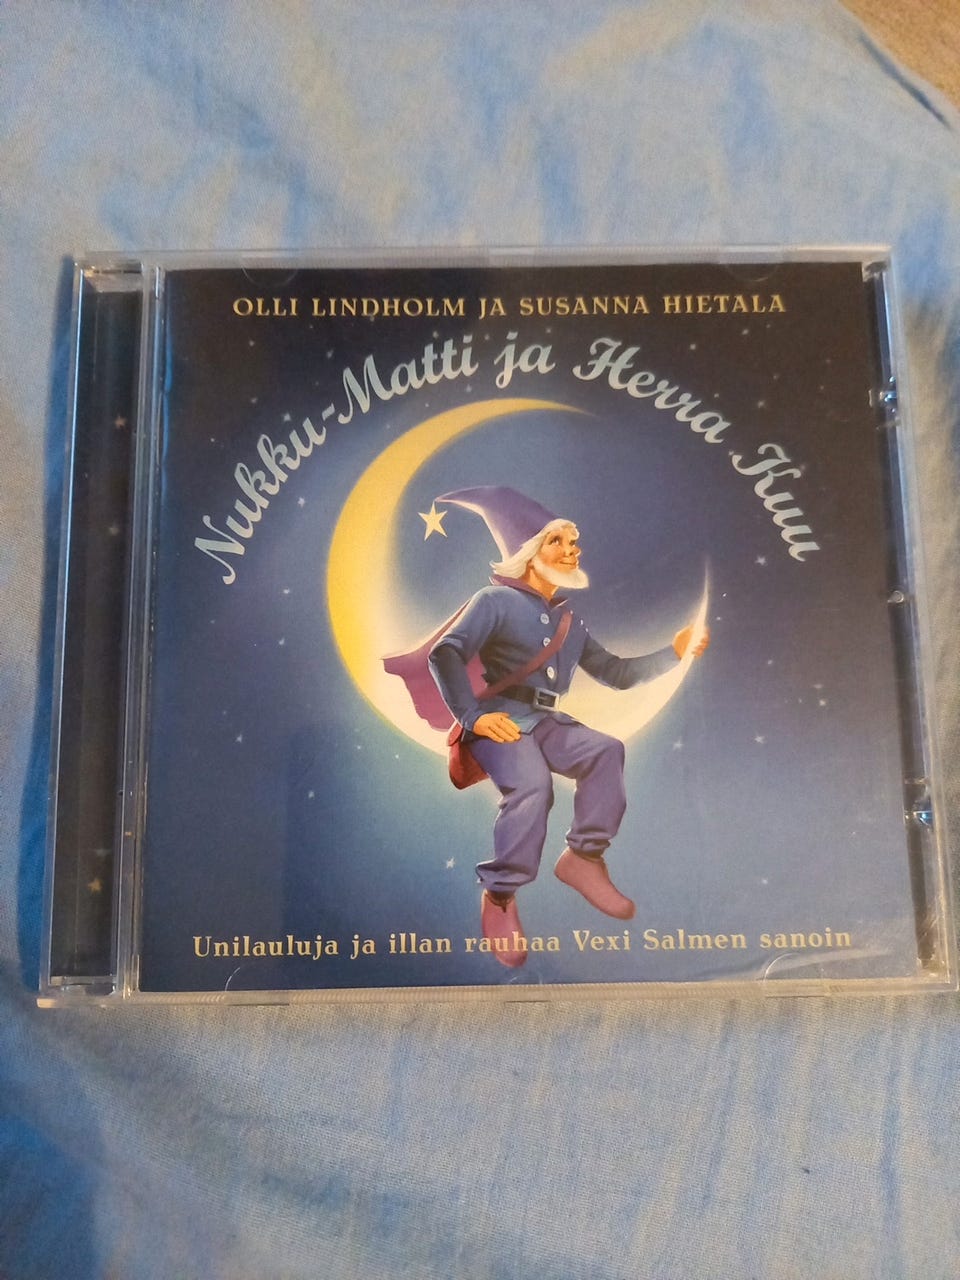 OLLI LINDHOLM JA SUSANNA HIETALA
Nukku-Matti ja Herra Kuu
Unilauluja ja illan rauhaa Vexi Salmen sanoin